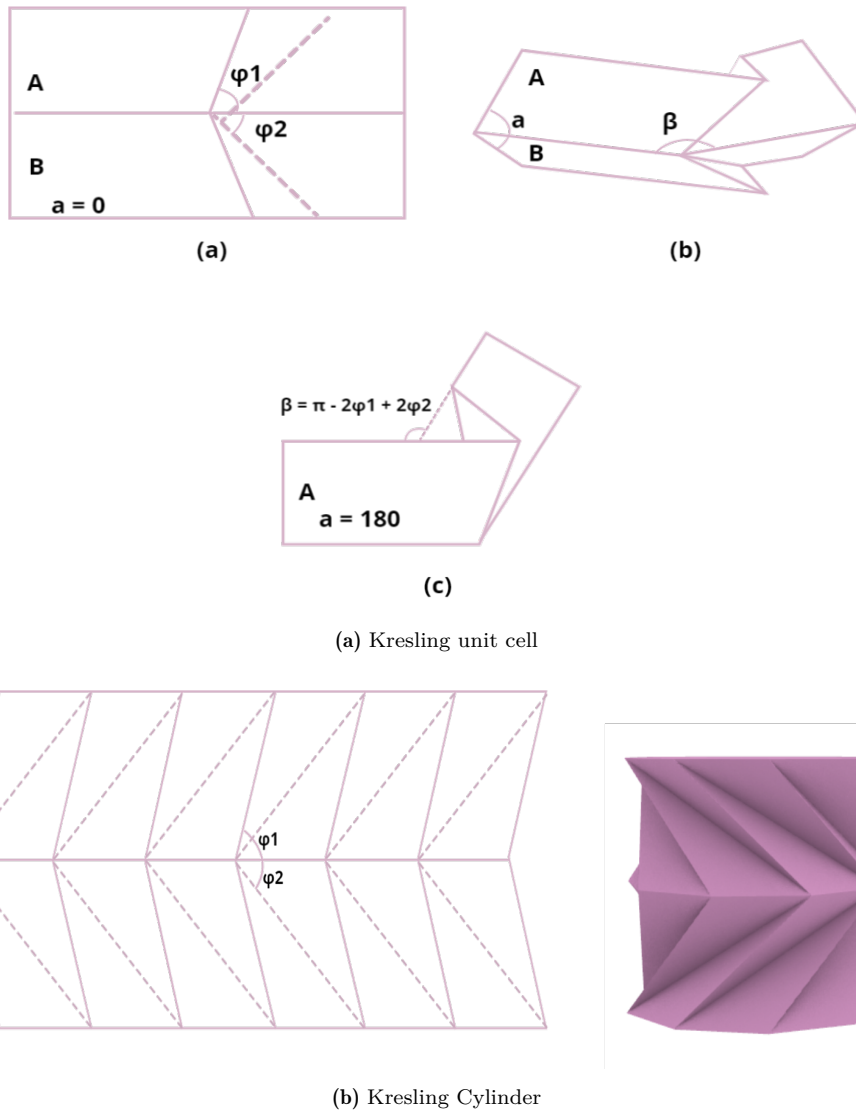 A
φ1
φ2
B
a = 0
(a)
A
a
β
B
(b)
β = π - 2φ1 + 2φ2
A
a = 180
(c)
(a) Kresling unit cell
φ1
φ2
(b) Kresling Cylinder